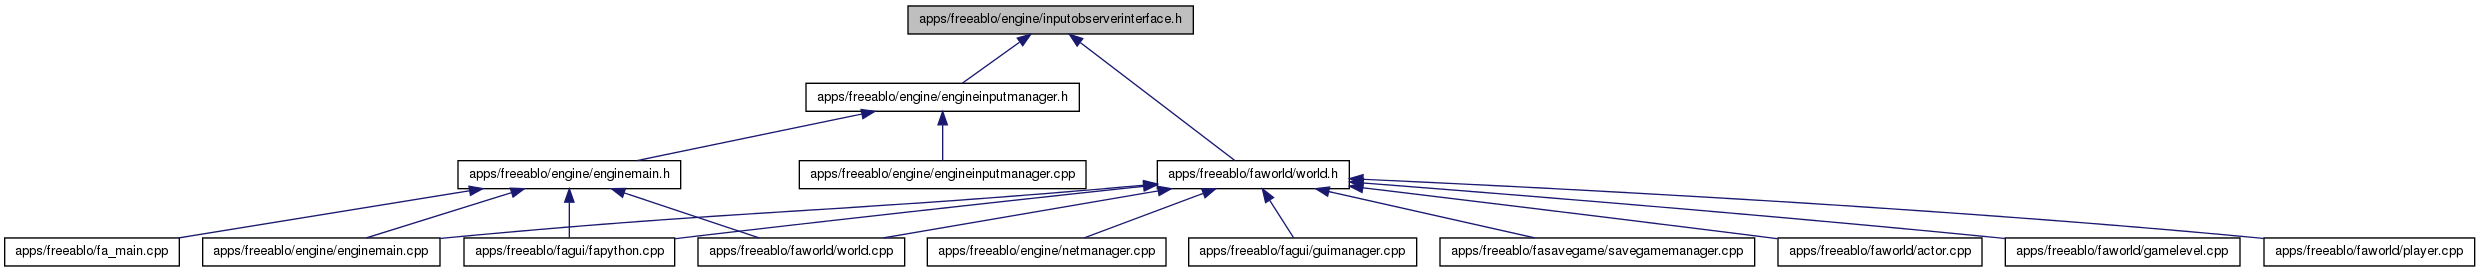 apps/freeablo/engine/inputobserverinterface.h
apps/freeablo/engine/engineinputmanager.h
apps/freeablo/engine/enginemain.h
apps/freeablo/engine/engineinputmanager.cpp
apps/freeablo/faworld/world.h
apps/freeablo/fa_main.cpp
apps/freeablo/engine/enginemain.cpp
apps/freeablo/fagui/fapython.cpp
apps/freeablo/faworld/world.cpp
apps/freeablo/engine/netmanager.cpp
apps/freeablo/fagui/guimanager.cpp
apps/freeablo/fasavegame/savegamemanager.cpp
apps/freeablo/faworld/actor.cpp
apps/freeablo/faworld/gamelevel.cpp
apps/freeablo/faworld/player.cpp